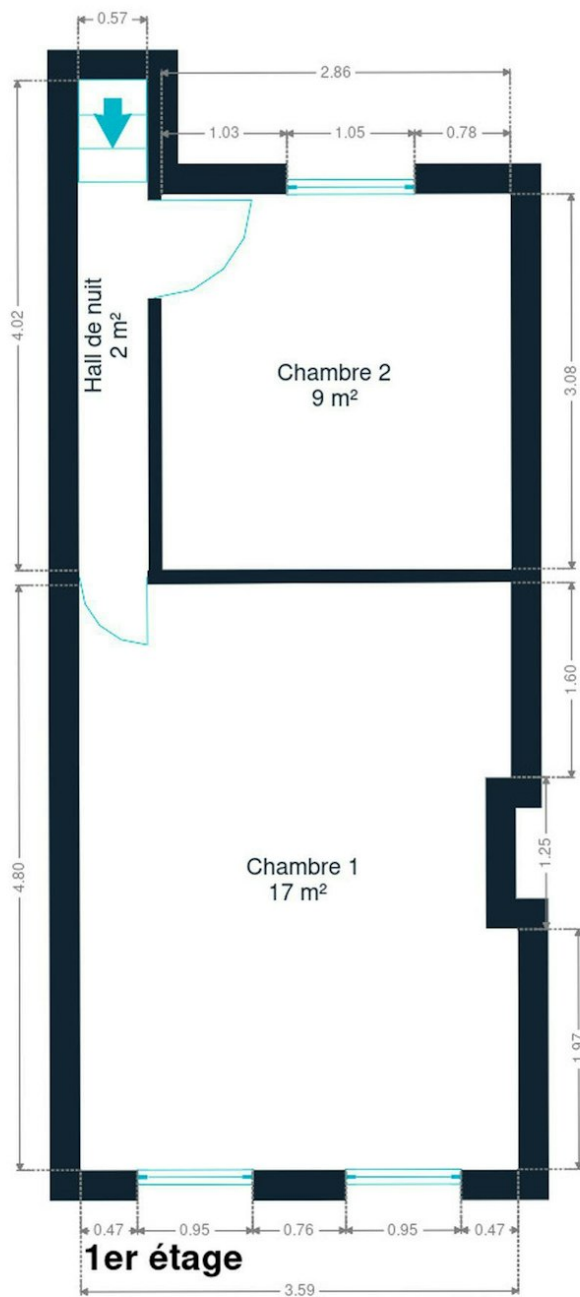 0.57
2.86
1.03
1.05
0.78
4.02
Hall de nuit
2 m²
Chambre 2
9 m²
3.08
1.60
4.80
Chambre 1
17 m²
1.25
1.97
0.47
0.95
0.76
0.95
0.47
1er étage
3.59